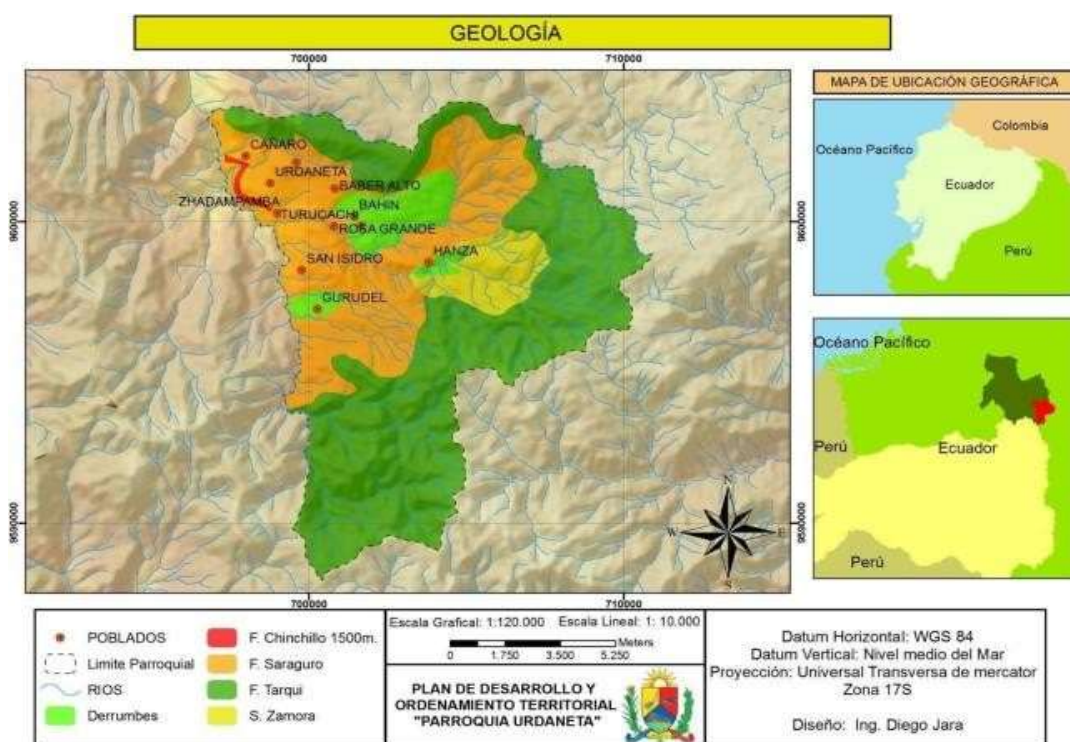 GEOLOGÍA
700000
710000
9600000
9590000
CAÑARO
URDANETA
BABER ALTO
ZHADAMPAMBA
BAHIN
TURUCACHI
ROSA GRANDE
HANZA
SAN ISIDRO
GURUDEL
W
E
S
9600000
9590000
700000
710000
MAPA DE UBICACIÓN GEOGRÁFICA
Colombia
Océano Pacífico
Ecuador
Perú
Océano Pacífico
Perú
Ecuador
Perú
POBLADOS
Limite Parroquial
RIOS
Derrumbes
F. Chinchillo 1500m.
F. Saraguro
F. Tarqui
S. Zamora
Escala Grafical: 1:120.000 Escala Lineal: 1: 10.000
Meters
0 1.750 3.500 5.250
PLAN DE DESARROLLO Y
ORDENAMIENTO TERRITORIAL
"PARROQUIA URDANETA"
Datum Horizontal: WGS 84
Datum Vertical: Nivel medio del Mar
Proyección: Universal Transversa de mercator
Zona 17S
Diseño: Ing. Diego Jara